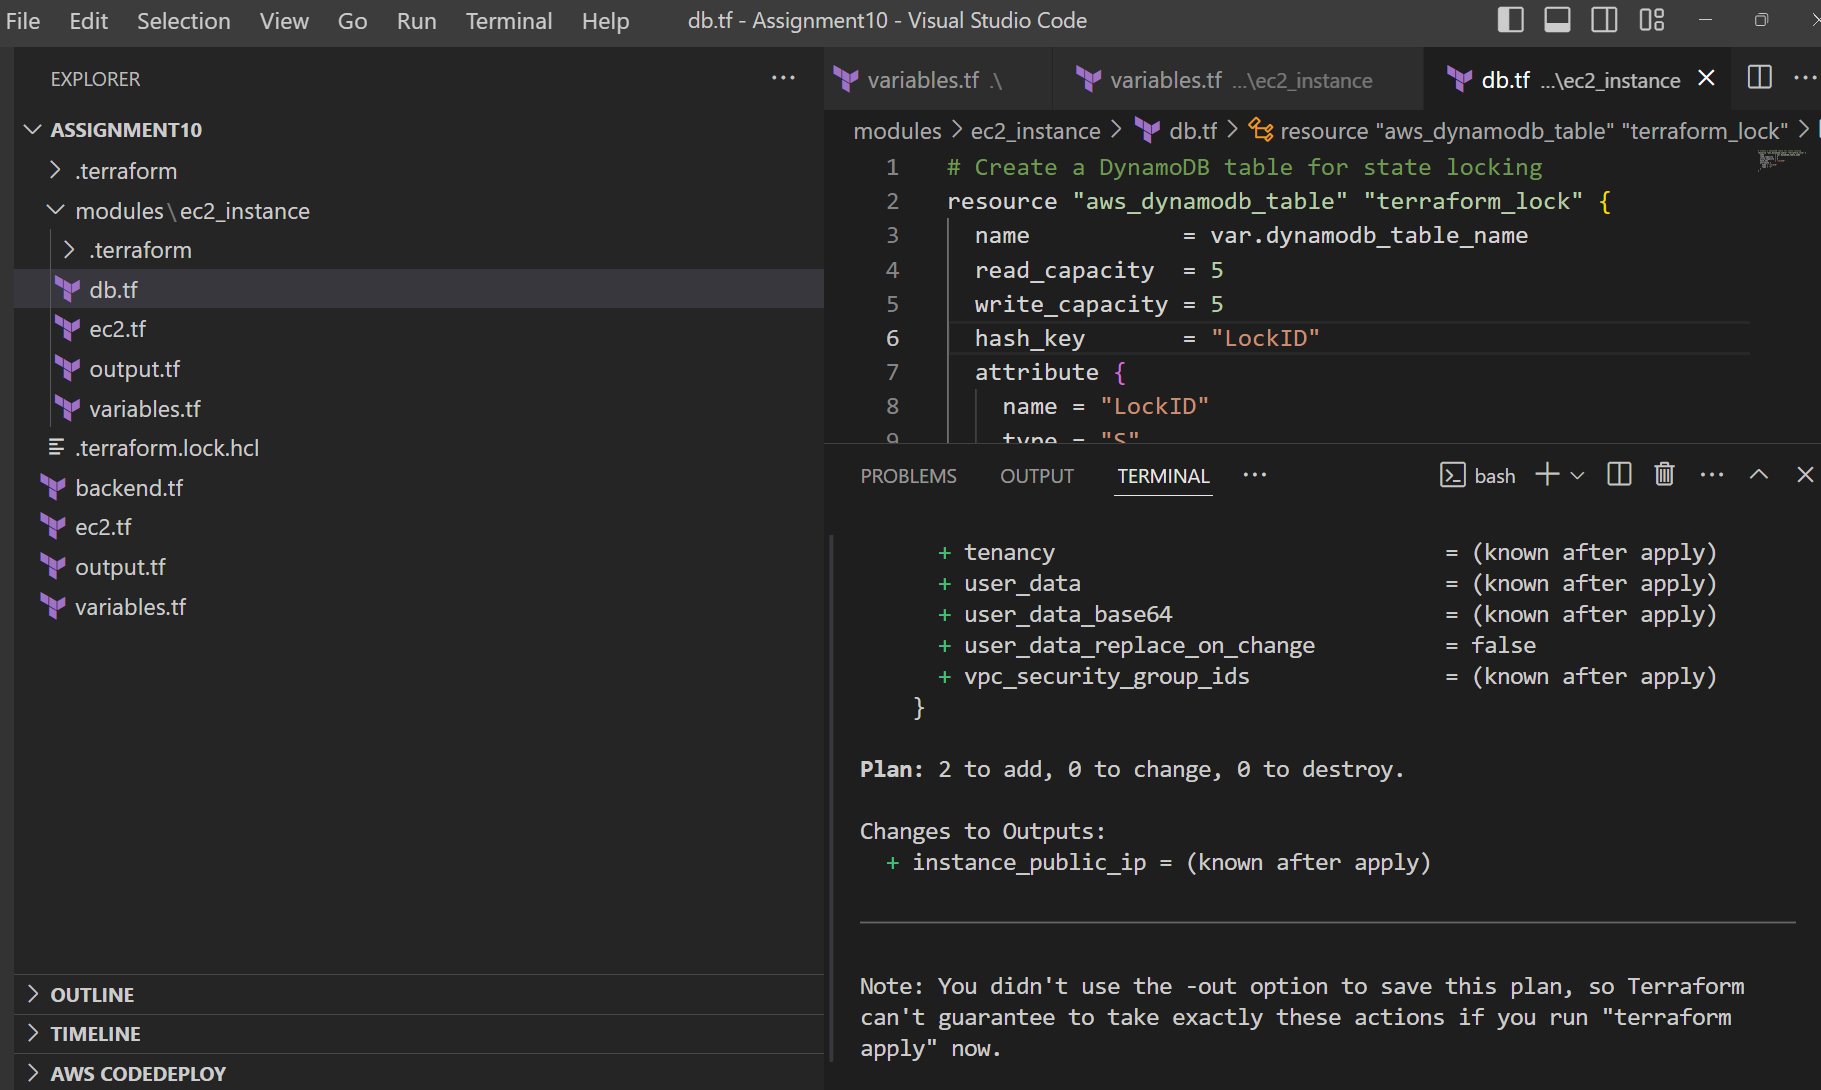 File Edit Selection View Go Run Terminal Help db.tf - Assignment10 - Visual Studio Code
EXPLORER
ASSIGNMENT10
.terraform
modules\ec2_instance
.terraform
db.tf
ec2.tf
output.tf
variables.tf
.terraform.lock.hcl
backend.tf
ec2.tf
output.tf
variables.tf
OUTLINE
TIMELINE
AWS CODEDEPLOY
variables.tf .\ variables.tf ...\ec2_instance db.tf ...\ec2_instance
modules > ec2_instance > db.tf > resource "aws_dynamodb_table" "terraform_lock" >
1 # Create a DynamoDB table for state locking
2 resource "aws_dynamodb_table" "terraform_lock" {
3 name = var.dynamodb_table_name
4 read_capacity = 5
5 write_capacity = 5
6 hash_key = "LockID"
7 attribute {
8 name = "LockID"
9 type = "S"
PROBLEMS OUTPUT TERMINAL ... bash
+ tenancy = (known after apply)
+ user_data = (known after apply)
+ user_data_base64 = (known after apply)
+ user_data_replace_on_change = false
+ vpc_security_group_ids = (known after apply)
}
Plan: 2 to add, 0 to change, 0 to destroy.
Changes to Outputs:
+ instance_public_ip = (known after apply)
Note: You didn't use the -out option to save this plan, so Terraform
can't guarantee to take exactly these actions if you run "terraform
apply" now.